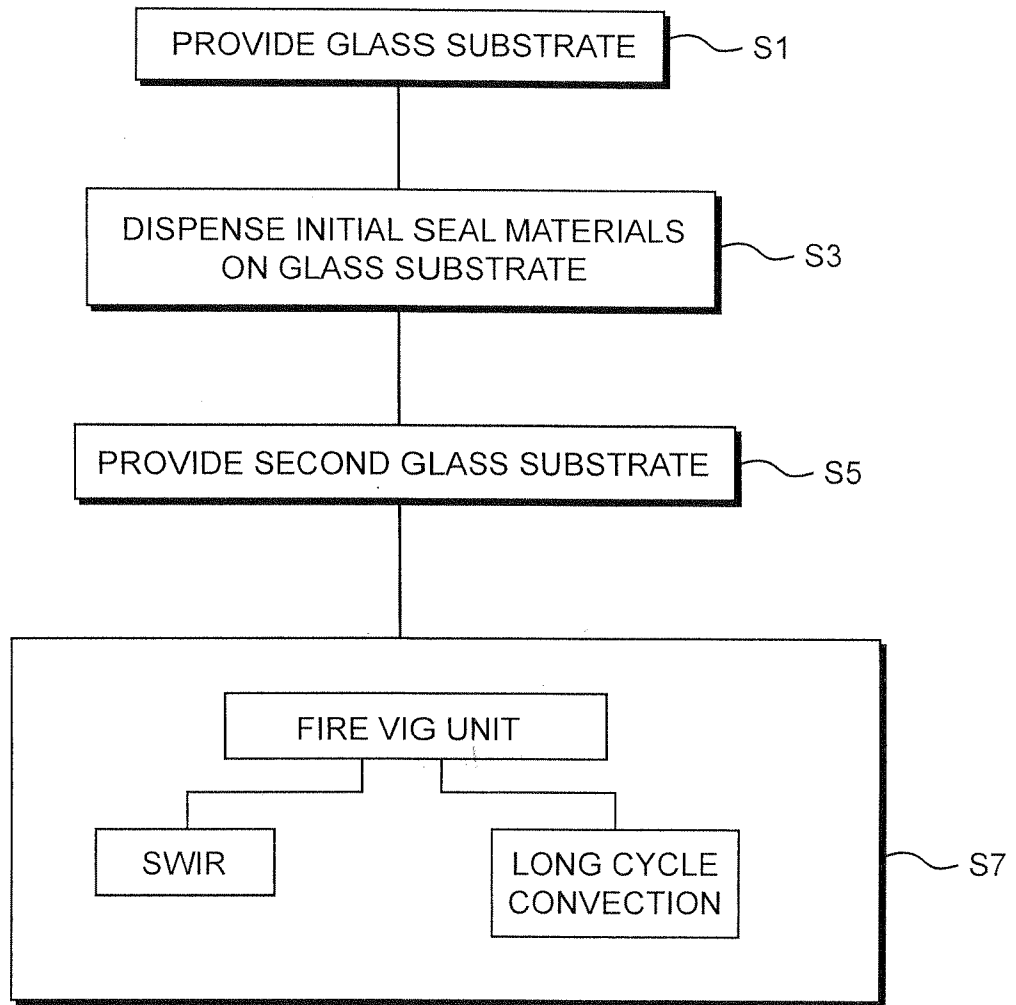 PROVIDE GLASS SUBSTRATE
S1
DISPENSE INITIAL SEAL MATERIALS
ON GLASS SUBSTRATE
S3
PROVIDE SECOND GLASS SUBSTRATE
S5
FIRE VIG UNIT
SWIR
LONG CYCLE
CONVECTION
S7